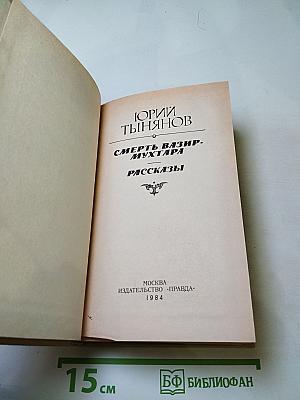 ЮРИЙ
ТЫНЯНОВ
СМЕРТЬ ВАЗИР-
МУХТАРА
РАССКАЗЫ
МОСКВА
ИЗДАТЕЛЬСТВО «ПРАВДА»
1984
15 см
БФ БИБЛИОФАН